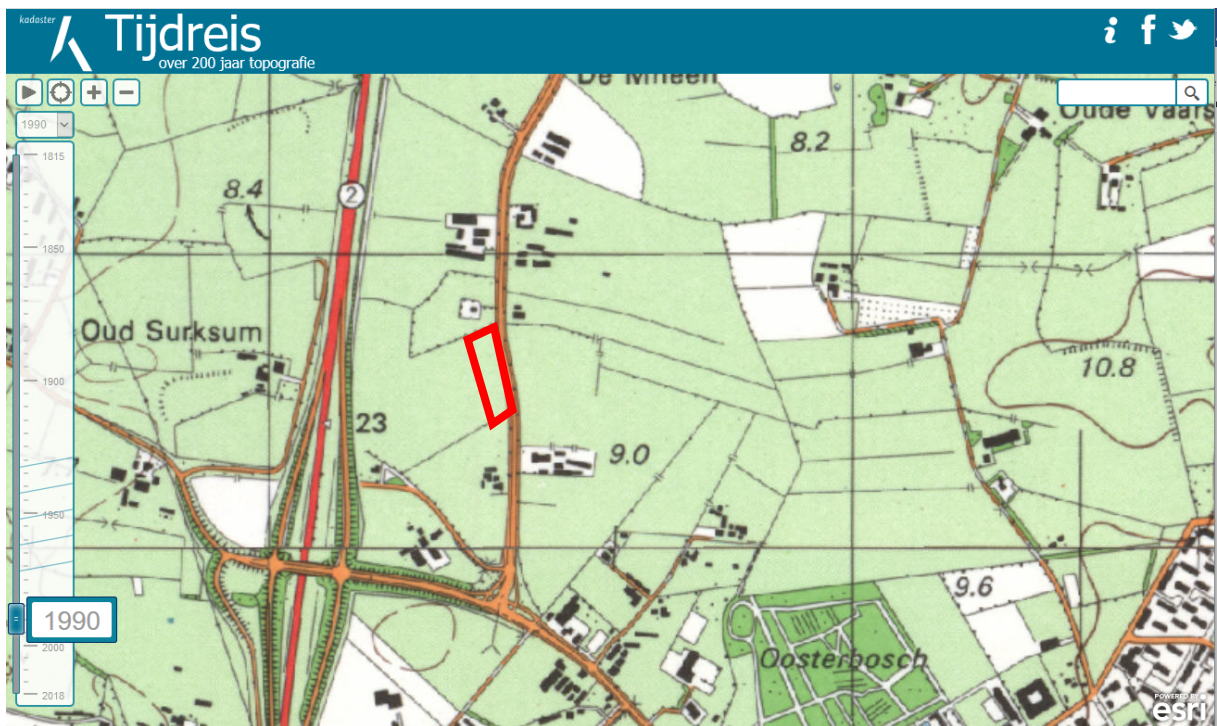 kadaster
Tijdreis
over 200 jaar topografie
De Mheen
Oude Vaars
1990
1815
8.2
8.4
2
1850
Oud Surksum
10.8
1900
23
9.0
1950
9.6
1990
2000
Oosterbosch
2018
POWERED BY
esri